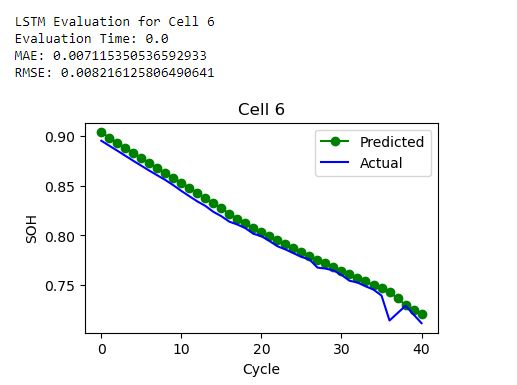 LSTM Evaluation for Cell 6
Evaluation Time: 0.0
MAE: 0.007115350536592933
RMSE: 0.008216125806490641
Cell 6
Predicted
Actual
0.90
0.85
0.80
0.75
SOH
0 10 20 30 40
Cycle